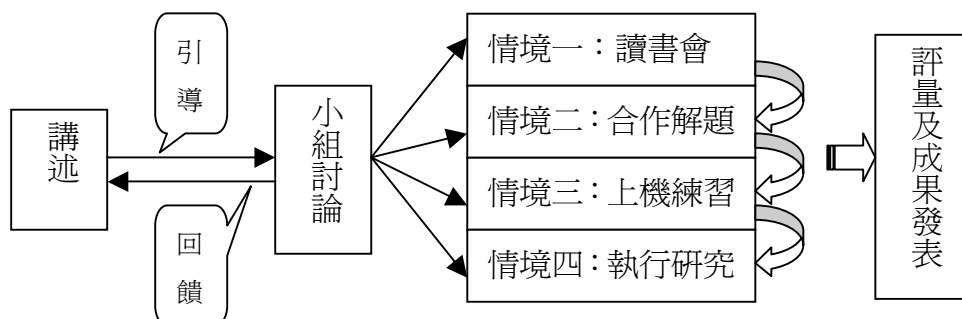 講述
引導
回饋
小組討論
情境一：讀書會
情境二：合作解題
情境三：上機練習
情境四：執行研究
評量及成果發表